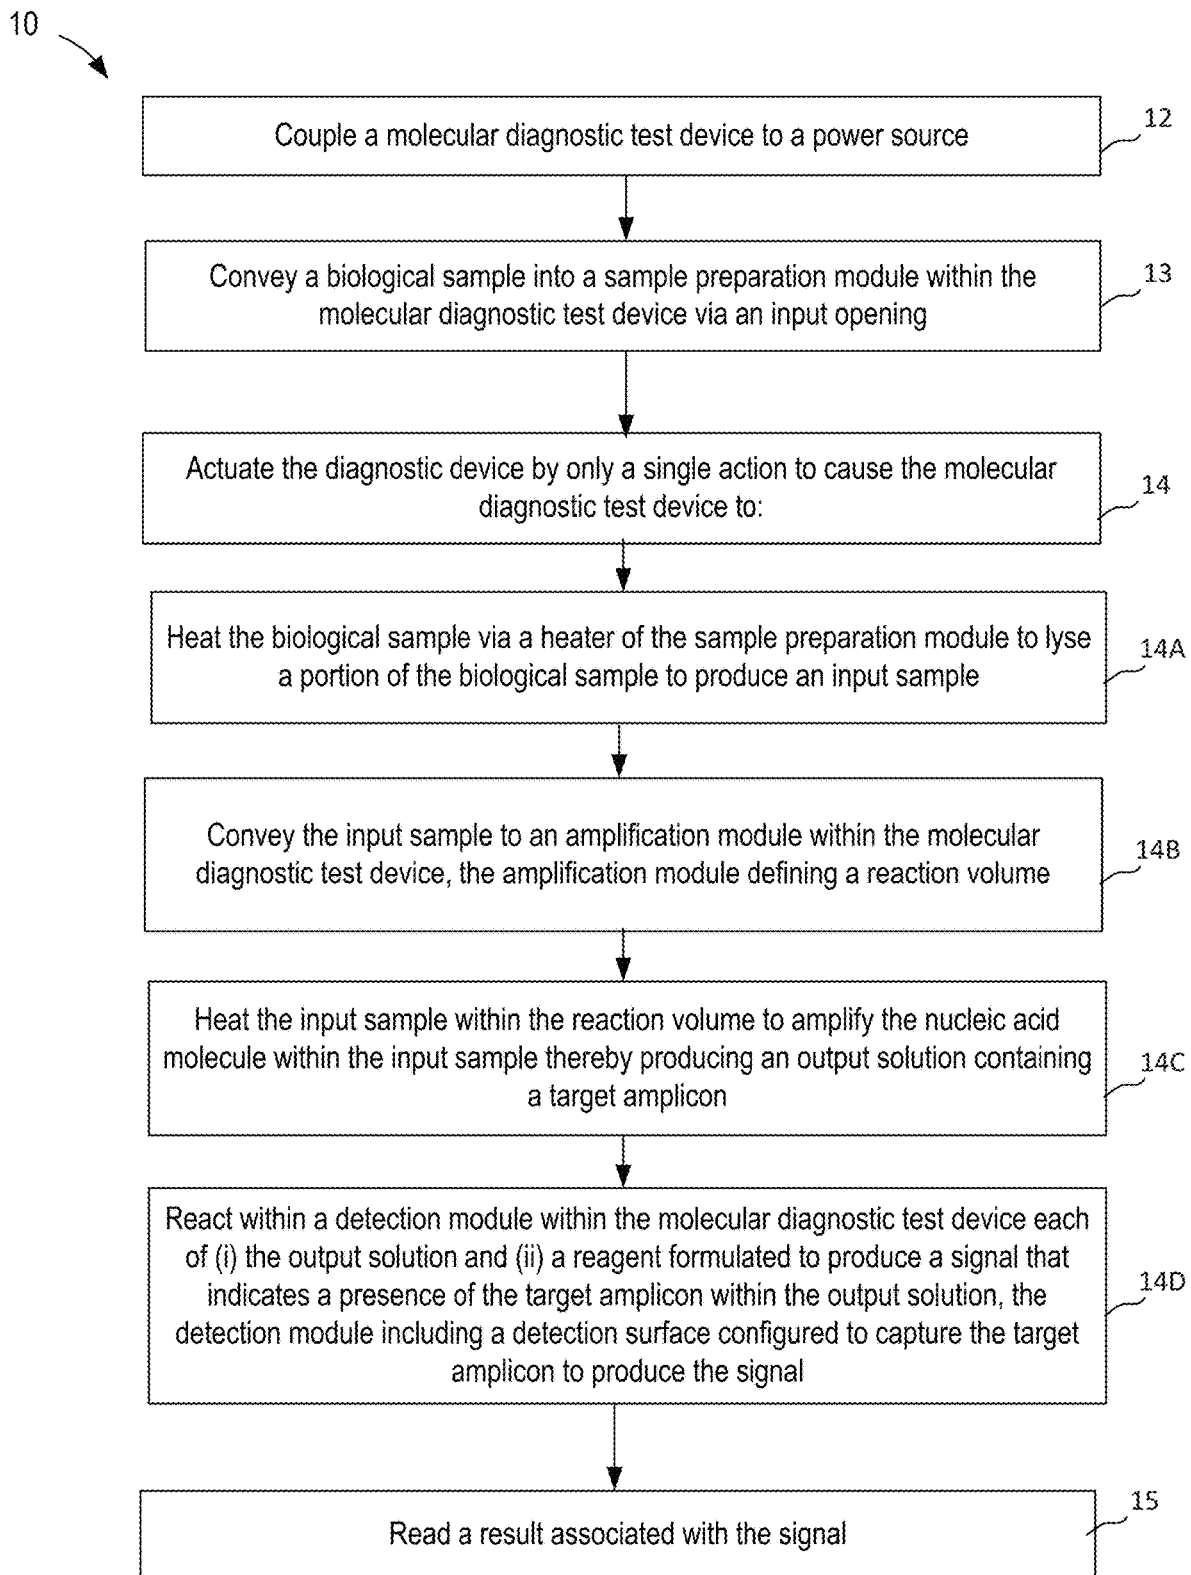 10
Couple a molecular diagnostic test device to a power source
12
Convey a biological sample into a sample preparation module within the
molecular diagnostic test device via an input opening
13
Actuate the diagnostic device by only a single action to cause the molecular
diagnostic test device to:
14
Heat the biological sample via a heater of the sample preparation module to lyse
a portion of the biological sample to produce an input sample
14A
Convey the input sample to an amplification module within the molecular
diagnostic test device, the amplification module defining a reaction volume
14B
Heat the input sample within the reaction volume to amplify the nucleic acid
molecule within the input sample thereby producing an output solution containing
a target amplicon
14C
React within a detection module within the molecular diagnostic test device each
of (i) the output solution and (ii) a reagent formulated to produce a signal that
indicates a presence of the target amplicon within the output solution, the
detection module including a detection surface configured to capture the target
amplicon to produce the signal
14D
Read a result associated with the signal
15